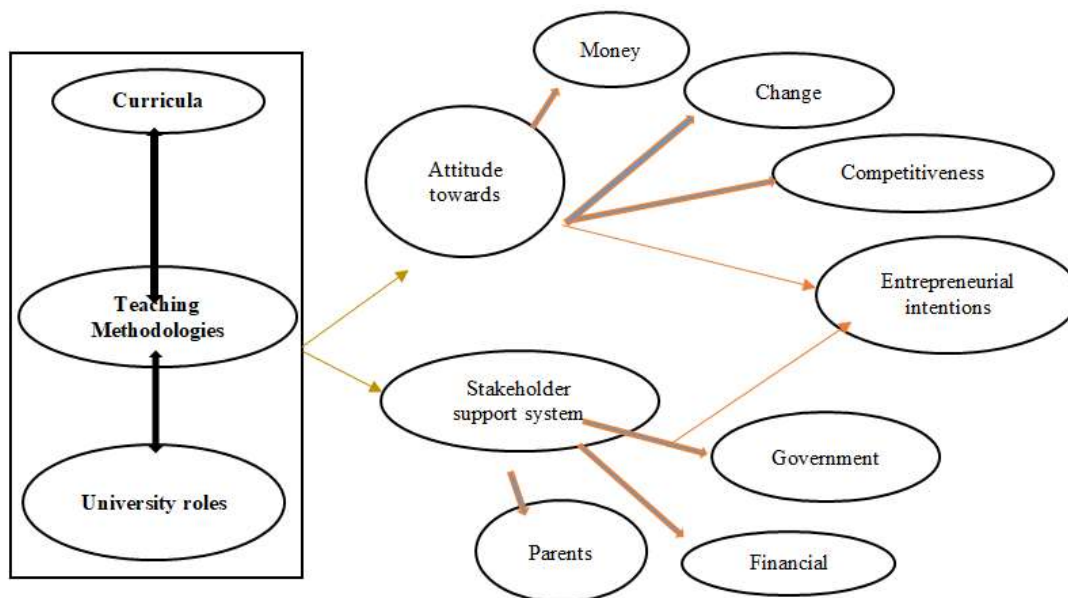 Curricula
Teaching
Methodologies
University roles
Money
Change
Attitude
towards
Competitiveness
Entrepreneurial
intentions
Stakeholder
support system
Government
Parents
Financial